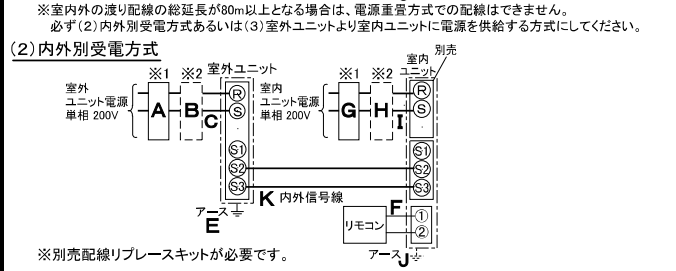 ※室内外の渡り配線の総延長が80m以上となる場合は、電源重畳方式での配線はできません。
必ず(2)内外別受電方式あるいは(3)室外ユニットより室内ユニットに電源を供給する方式にしてください。
(2)内外別受電方式
※1 ※2 室外ユニット
※1 ※2 室内ユニット
別売
室外
ユニット電源
単相 200V
A B C
R
S
S1
S2
S3
室内
ユニット電源
単相 200V
G H I
R
S
S1
S2
S3
K 内外信号線
アース
E
リモコン
F
①
②
アース J
※別売配線リプレースキットが必要です。